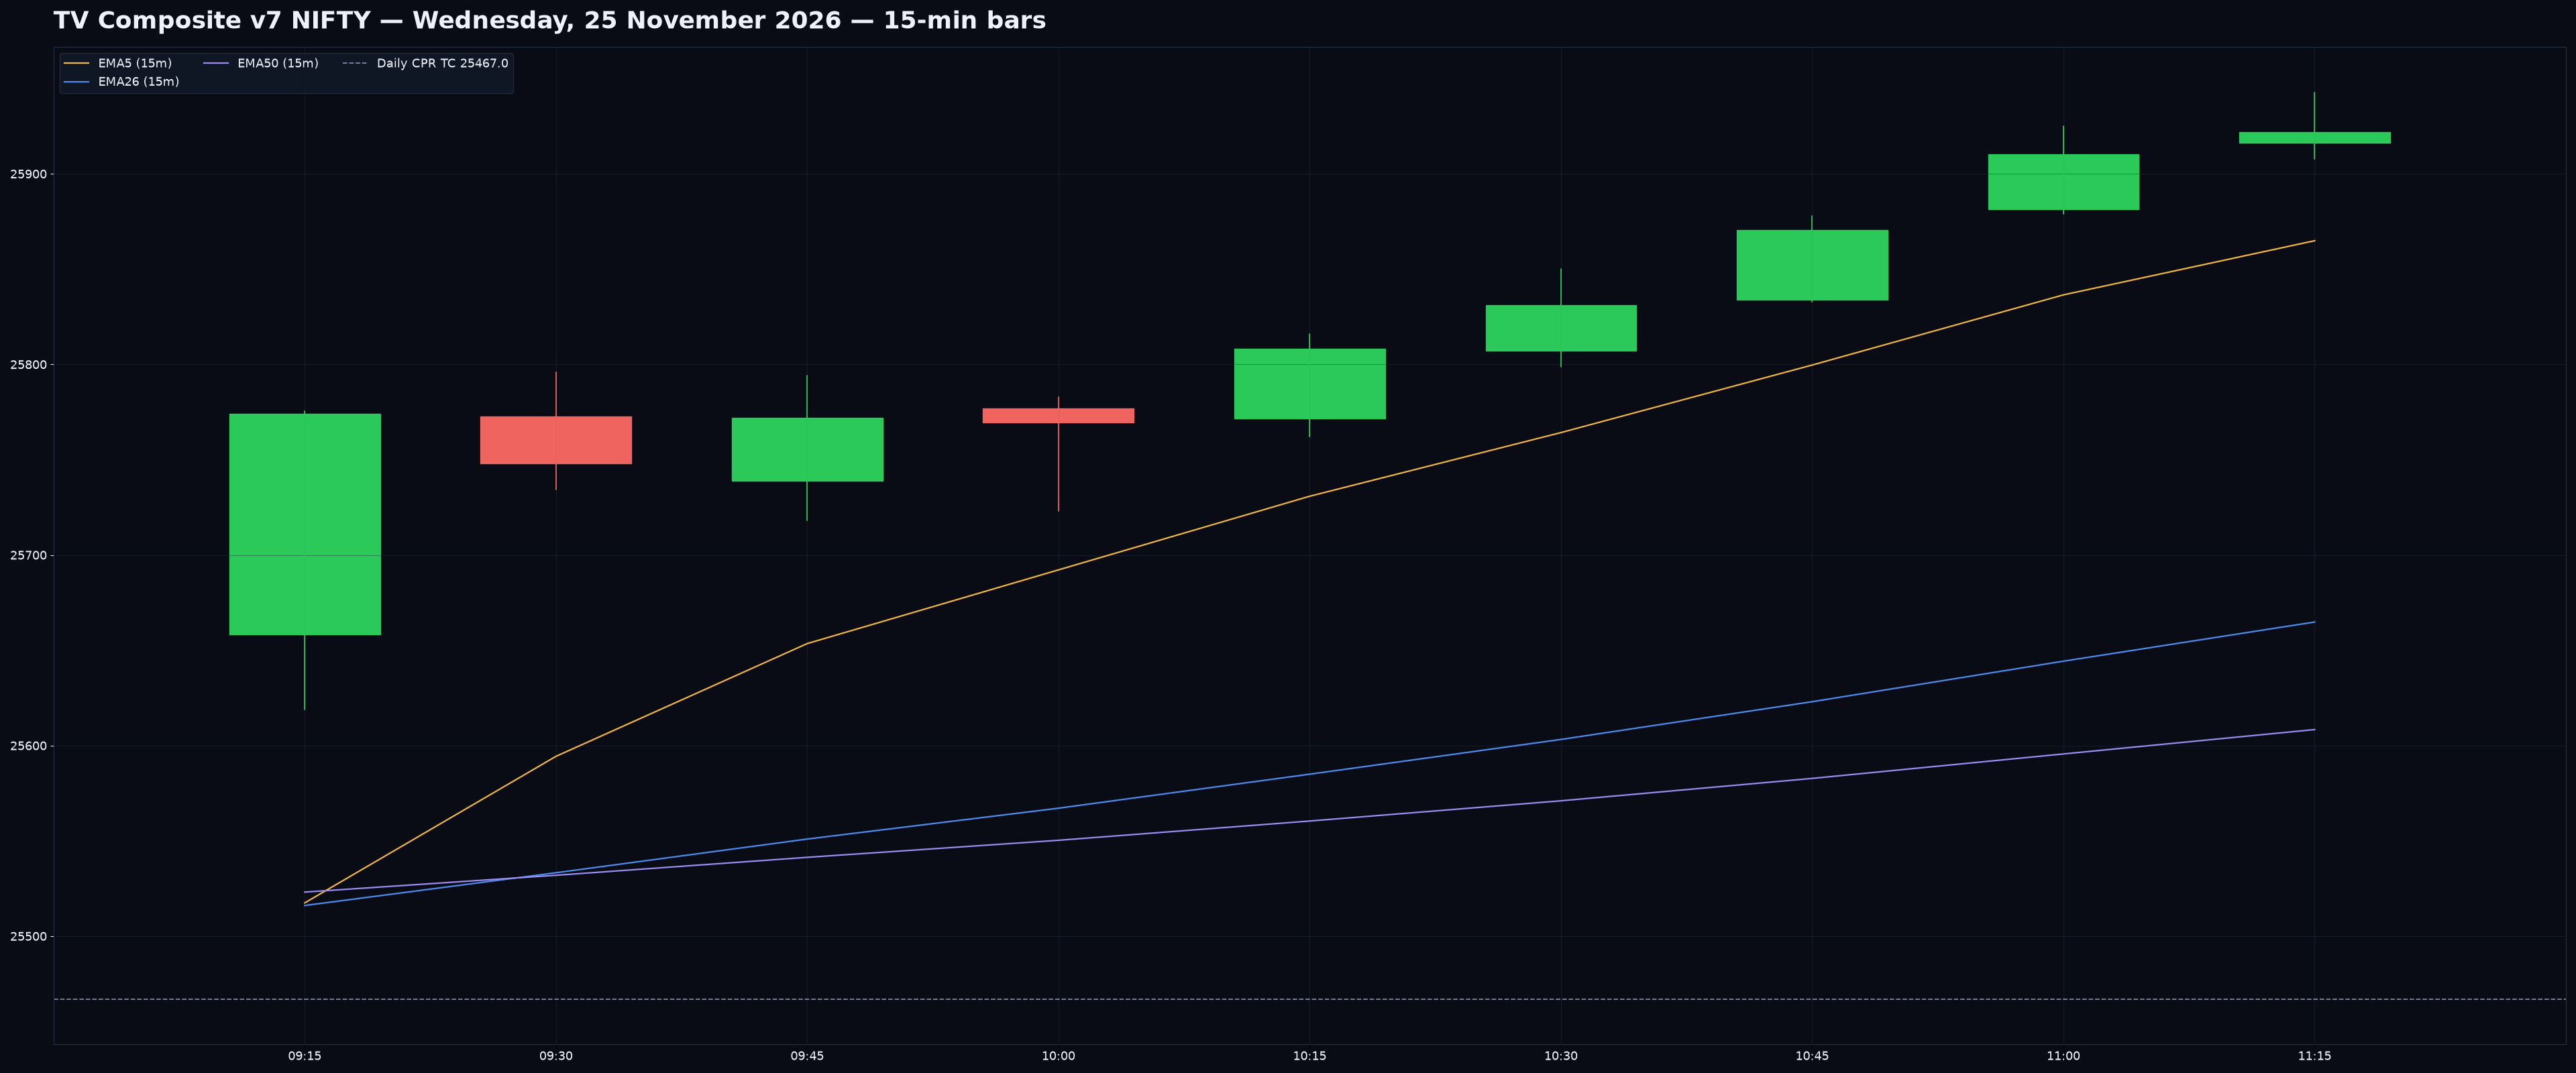 TV Composite v7 NIFTY — Wednesday, 25 November 2026 — 15-min bars
EMA5 (15m) EMA50 (15m) Daily CPR TC 25467.0
EMA26 (15m)
25900
25800
25700
25600
25500
09:15 09:30 09:45 10:00 10:15 10:30 10:45 11:00 11:15